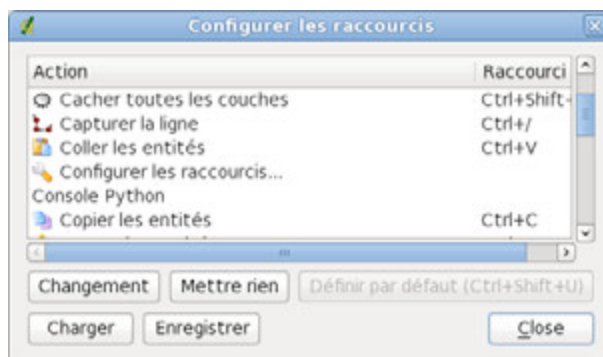 Configurer les raccourcis
Action Raccourci
Cacher toutes les couches Ctrl+Shift+
Capturer la ligne Ctrl+/
Coller les entités Ctrl+V
Configurer les raccourcis...
Console Python
Copier les entités Ctrl+C
Changement Mettre rien Définir par défaut (Ctrl+Shift+U)
Charger Enregistrer Close